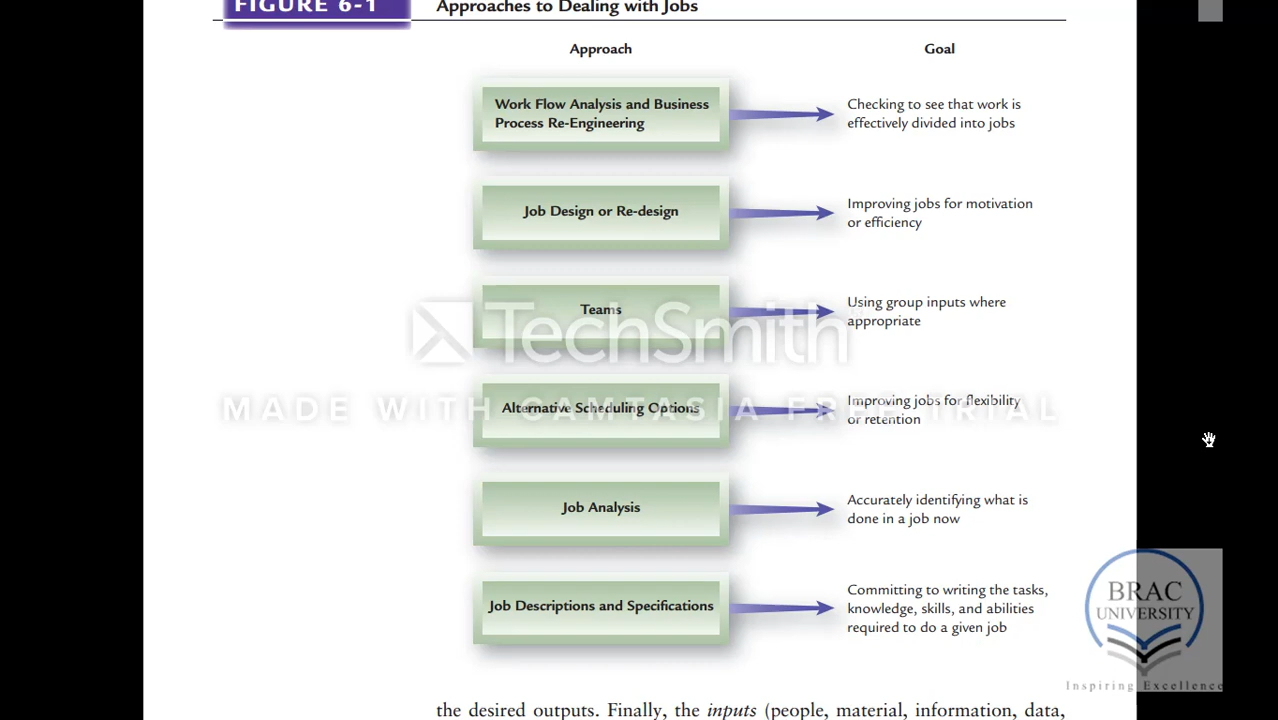 FIGURE 6-1 Approaches to Dealing with Jobs
Approach Goal
Work Flow Analysis and Business
Process Re-Engineering
Checking to see that work is
effectively divided into jobs
Job Design or Re-design
Improving jobs for motivation
or efficiency
Teams
Using group inputs where
appropriate
TechSmith
MADE WITH CAMTASIA FREE TRIAL
Alternative Scheduling Options
Improving jobs for flexibility
or retention
Job Analysis
Accurately identifying what is
done in a job now
Job Descriptions and Specifications
Committing to writing the tasks,
knowledge, skills, and abilities
required to do a given job
BRAC
UNIVERSITY
Inspiring Excellence
the desired outputs. Finally, the inputs (people, material, information, data,